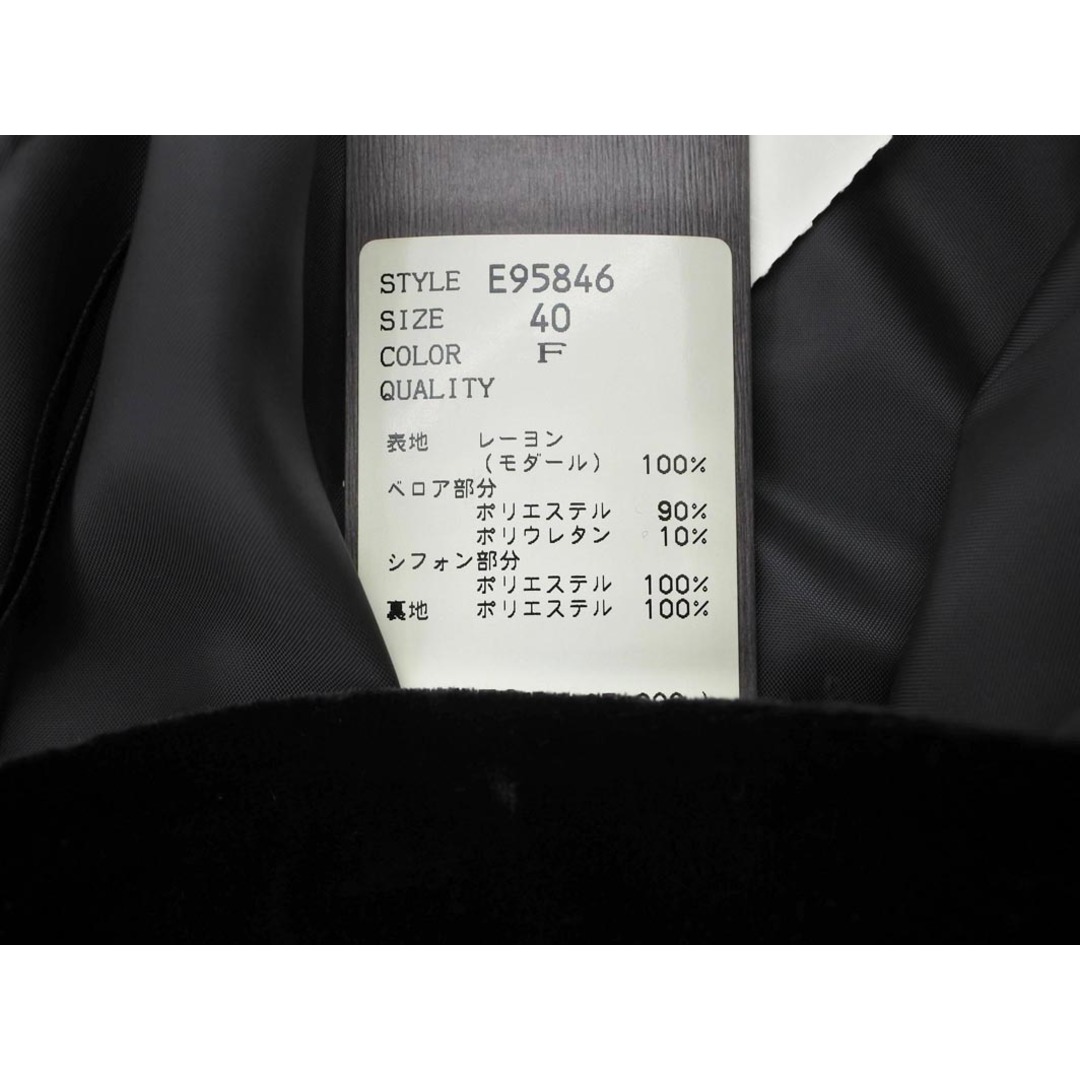 STYLE E95846
SIZE 40
COLOR F
QUALITY
表地 レーヨン
(モダール) 100%
ベロア部分
ポリエステル 90%
ポリウレタン 10%
シフォン部分
ポリエステル 100%
裏地 ポリエステル 100%